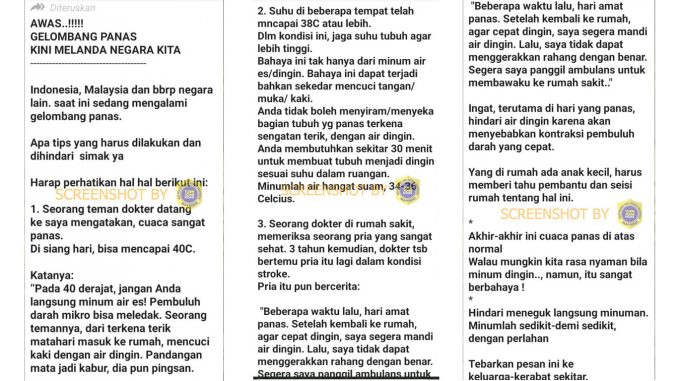 Diteruskan
AWAS..!!!!!
GELOMBANG PANAS
KINI MELANDA NEGARA KITA
-----------------------------------
Indonesia, Malaysia dan bbrp negara
lain. saat ini sedang mengalami
gelombang panas.
Apa tips yang harus dilakukan dan
dihindari  simak ya
Harap perhatikan hal hal berikut ini:
SCREENSHOT BY
1. Seorang teman dokter datang
ke saya mengatakan, cuaca sangat
panas.
Di siang hari, bisa mencapai 40C.
Katanya:
"Pada 40 derajat, jangan Anda
langsung minum air es! Pembuluh
darah mikro bisa meledak. Seorang
temannya, dari terkena terik
matahari masuk ke rumah, mencuci
kaki dengan air dingin. Pandangan
mata jadi kabur, dia pun pingsan.
2. Suhu di beberapa tempat telah
mncapai 38C atau lebih.
Dlm kondisi ini, jaga suhu tubuh agar
lebih tinggi.
Bahaya ini tak hanya dari minum air
es/dingin. Bahaya ini dapat terjadi
bahkan sekedar mencuci tangan/
muka/ kaki.
Anda tidak boleh menyiram/menyeka
bagian tubuh yg panas terkena
sengatan terik, dengan air dingin.
Anda membutuhkan sekitar 30 menit
untuk membuat tubuh menjadi dingin
sesuai suhu dalam ruangan.
Minumlah air hangat suam, 34-36
Celcius.
SCREENSHOT BY
3. Seorang dokter di rumah sakit,
memeriksa seorang pria yang sangat
sehat. 3 tahun kemudian, dokter tsb
bertemu pria itu lagi dalam kondisi
stroke.
Pria itu pun bercerita:
"Beberapa waktu lalu, hari amat
panas. Setelah kembali ke rumah,
agar cepat dingin, saya segera mandi
air dingin. Lalu, saya tidak dapat
menggerakkan rahang dengan benar.
Segera saya panggil ambulans untuk
"Beberapa waktu lalu, hari amat
panas. Setelah kembali ke rumah,
agar cepat dingin, saya segera mandi
air dingin. Lalu, saya tidak dapat
menggerakkan rahang dengan benar.
Segera saya panggil ambulans untuk
membawaku ke rumah sakit.."
Ingat, terutama di hari yang panas,
hindari air dingin karena akan
menyebabkan kontraksi pembuluh
darah yang cepat.
Yang di rumah ada anak kecil, harus
memberi tahu pembantu dan seisi
rumah tentang hal ini.
SCREENSHOT BY
*
Akhir-akhir ini cuaca panas di atas
normal
Walau mungkin kita rasa nyaman bila
minum dingin.., namun, itu sangat
berbahaya !
*
Hindari meneguk langsung minuman.
Minumlah sedikit-demi sedikit,
dengan perlahan
Tebarkan pesan ini ke
keluarga-kerabat sekitar.